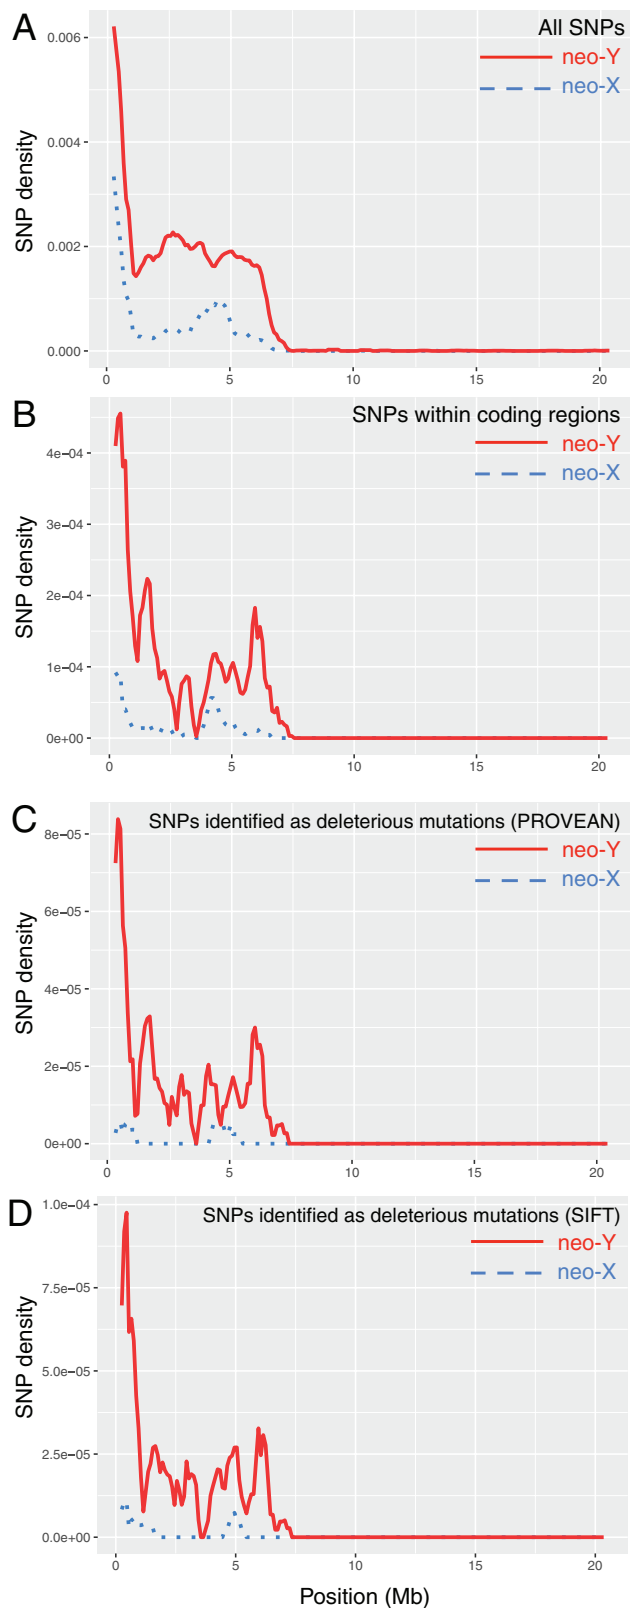 A
All SNPs
neo-Y
neo-X
SNP density
0.006
0.004
0.002
0.000
0 5 10 15 20
B
SNPs within coding regions
neo-Y
neo-X
SNP density
4e−04
3e−04
2e−04
1e−04
0e+00
0 5 10 15 20
C
SNPs identified as deleterious mutations (PROVEAN)
neo-Y
neo-X
SNP density
8e−05
6e−05
4e−05
2e−05
0e+00
0 5 10 15 20
D
SNPs identified as deleterious mutations (SIFT)
neo-Y
neo-X
SNP density
1.0e−04
7.5e−05
5.0e−05
2.5e−05
0.0e+00
0 5 10 15 20
Position (Mb)